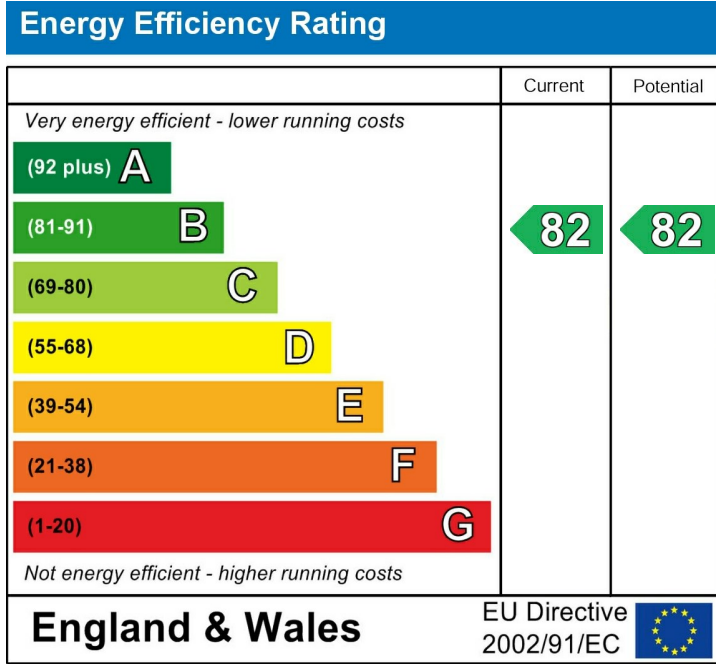 Energy Efficiency Rating
Current Potential
Very energy efficient - lower running costs
(92 plus) A
(81-91) B 82 82
(69-80) C
(55-68) D
(39-54) E
(21-38) F
(1-20) G
Not energy efficient - higher running costs
England & Wales
EU Directive
2002/91/EC